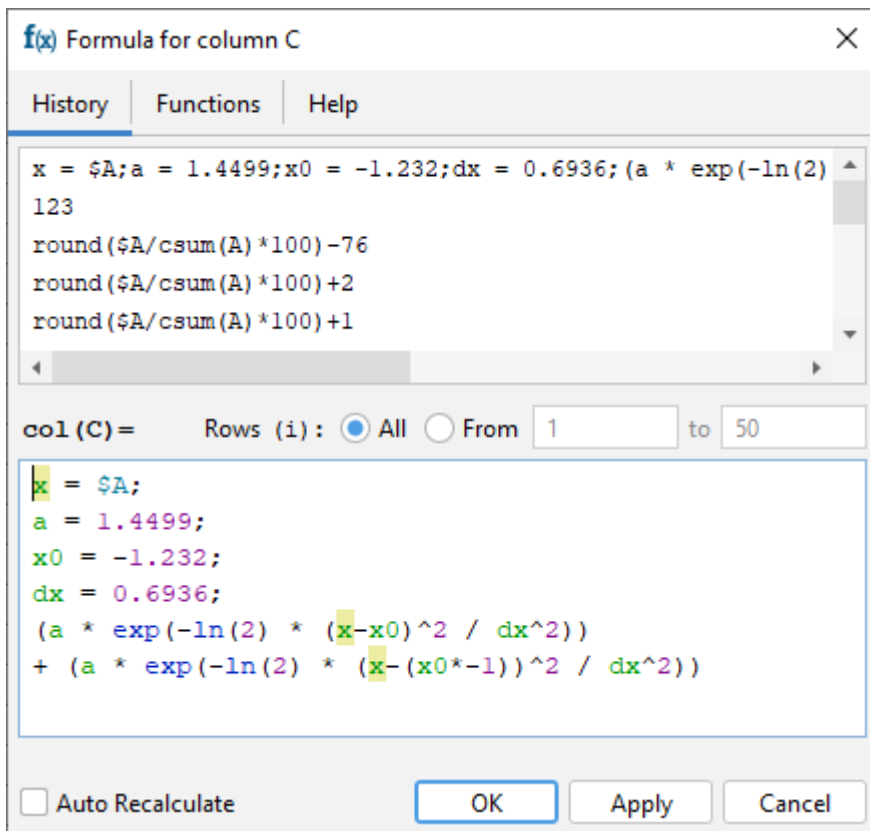 f(x) Formula for column C
History Functions Help
x = $A;a = 1.4499;x0 = -1.232;dx = 0.6936;(a * exp(-ln(2)
123
round($A/csum(A)*100)-76
round($A/csum(A)*100)+2
round($A/csum(A)*100)+1
col(C)= Rows (i): All From 1 to 50
x = $A;
a = 1.4499;
x0 = -1.232;
dx = 0.6936;
(a * exp(-ln(2) * (x-x0)^2 / dx^2))
+ (a * exp(-ln(2) * (x-(x0*-1))^2 / dx^2))
Auto Recalculate OK Apply Cancel